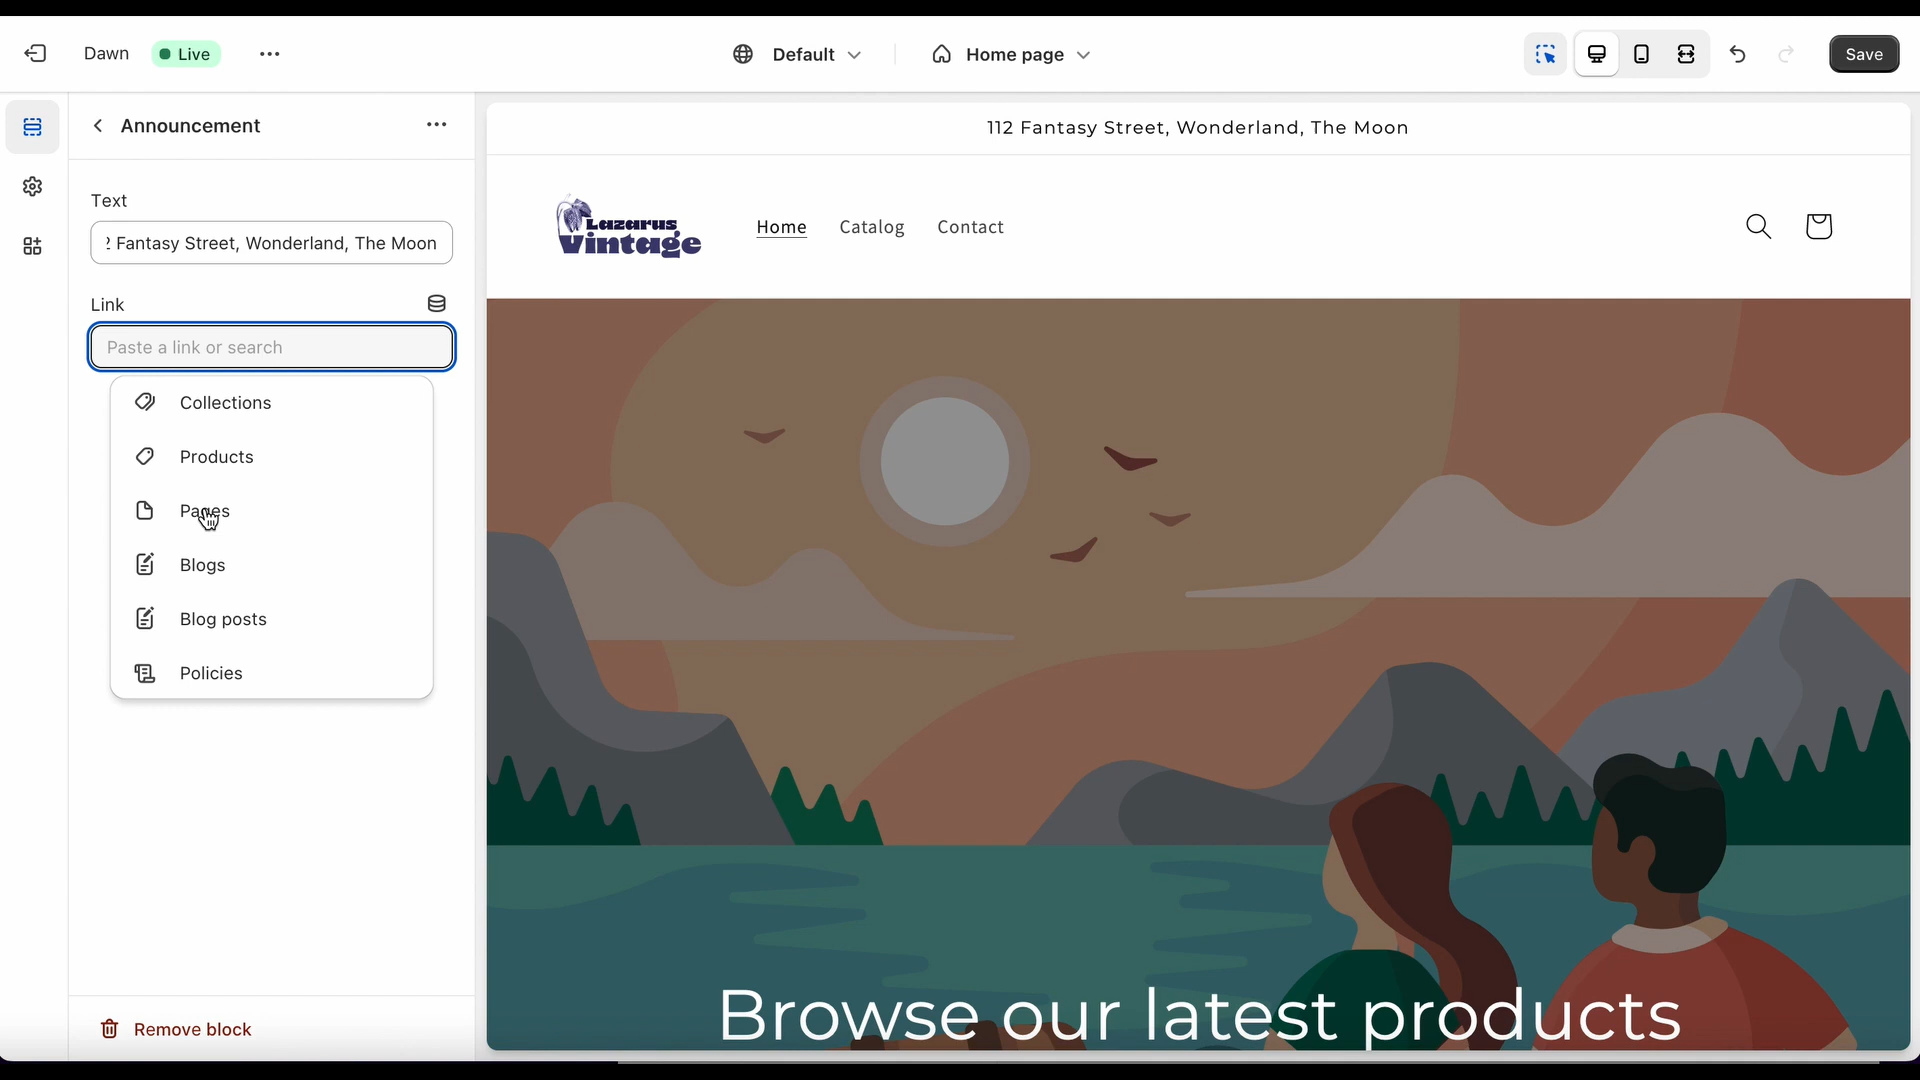 Dawn
Live
Default
Home page
Save
Announcement
Text
2 Fantasy Street, Wonderland, The Moon
Link
Paste a link or search
Collections
Products
Pages
Blogs
Blog posts
Policies
Remove block
112 Fantasy Street, Wonderland, The Moon
Lazarus
Vintage
Home
Catalog
Contact
Browse our latest products